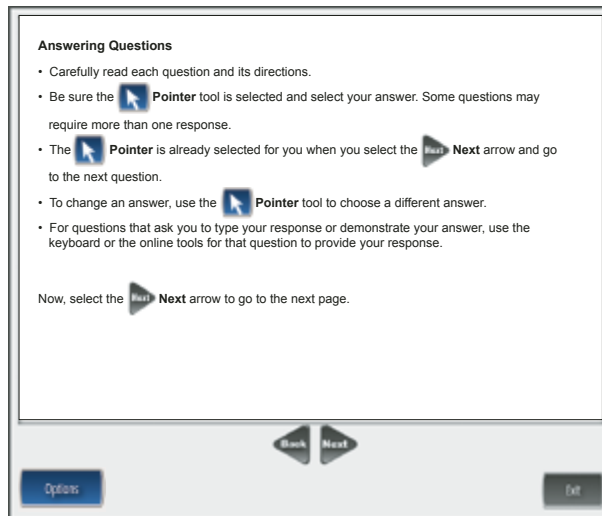 Answering Questions
• Carefully read each question and its directions.
• Be sure the Pointer tool is selected and select your answer. Some questions may
require more than one response.
• The Pointer is already selected for you when you select the Next Next arrow and go
to the next question.
• To change an answer, use the Pointer tool to choose a different answer.
• For questions that ask you to type your response or demonstrate your answer, use the
keyboard or the online tools for that question to provide your response.
Now, select the Next Next arrow to go to the next page.
Back Next
Options Exit